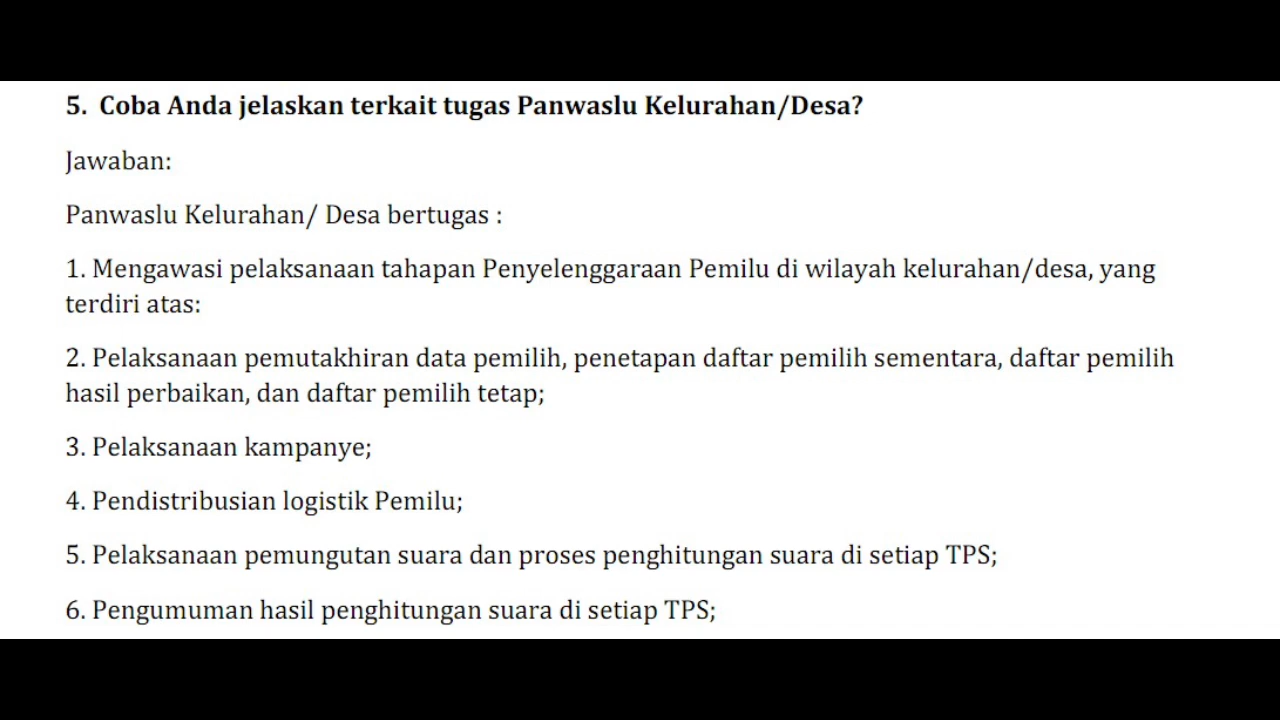 5. Coba Anda jelaskan terkait tugas Panwaslu Kelurahan/Desa?
Jawaban:
Panwaslu Kelurahan/ Desa bertugas :
1. Mengawasi pelaksanaan tahapan Penyelenggaraan Pemilu di wilayah kelurahan/desa, yang
terdiri atas:
2. Pelaksanaan pemutakhiran data pemilih, penetapan daftar pemilih sementara, daftar pemilih
hasil perbaikan, dan daftar pemilih tetap;
3. Pelaksanaan kampanye;
4. Pendistribusian logistik Pemilu;
5. Pelaksanaan pemungutan suara dan proses penghitungan suara di setiap TPS;
6. Pengumuman hasil penghitungan suara di setiap TPS;